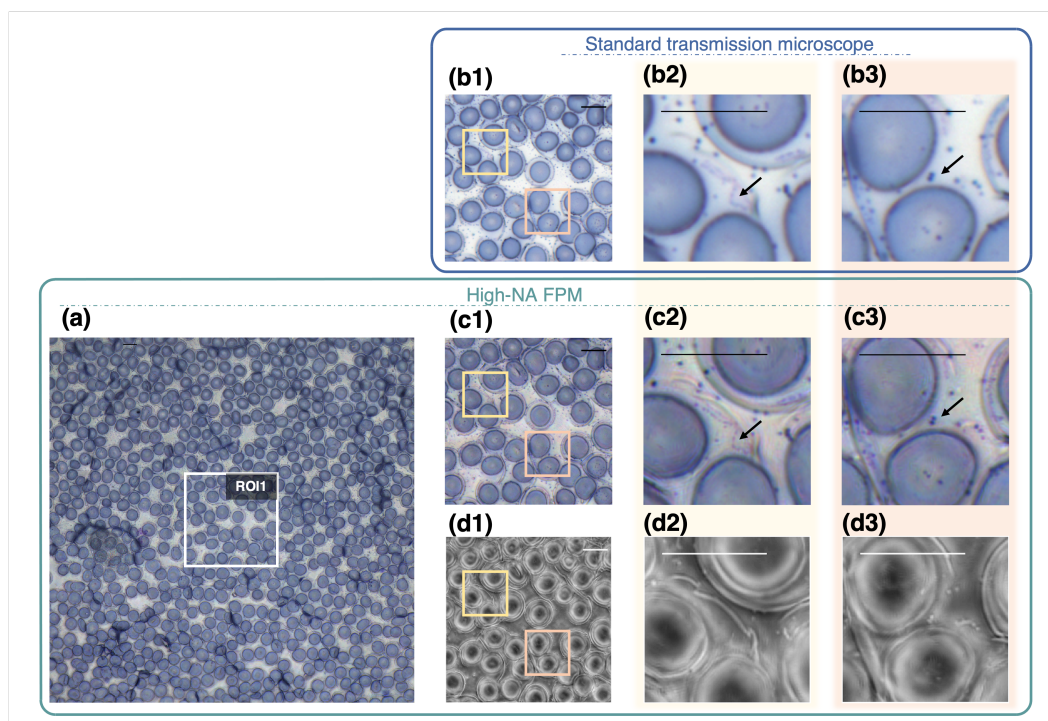 Standard transmission microscope
(b1)
(b2)
(b3)
High-NA FPM
(a)
(c1)
(c2)
(c3)
ROI1
(d1)
(d2)
(d3)